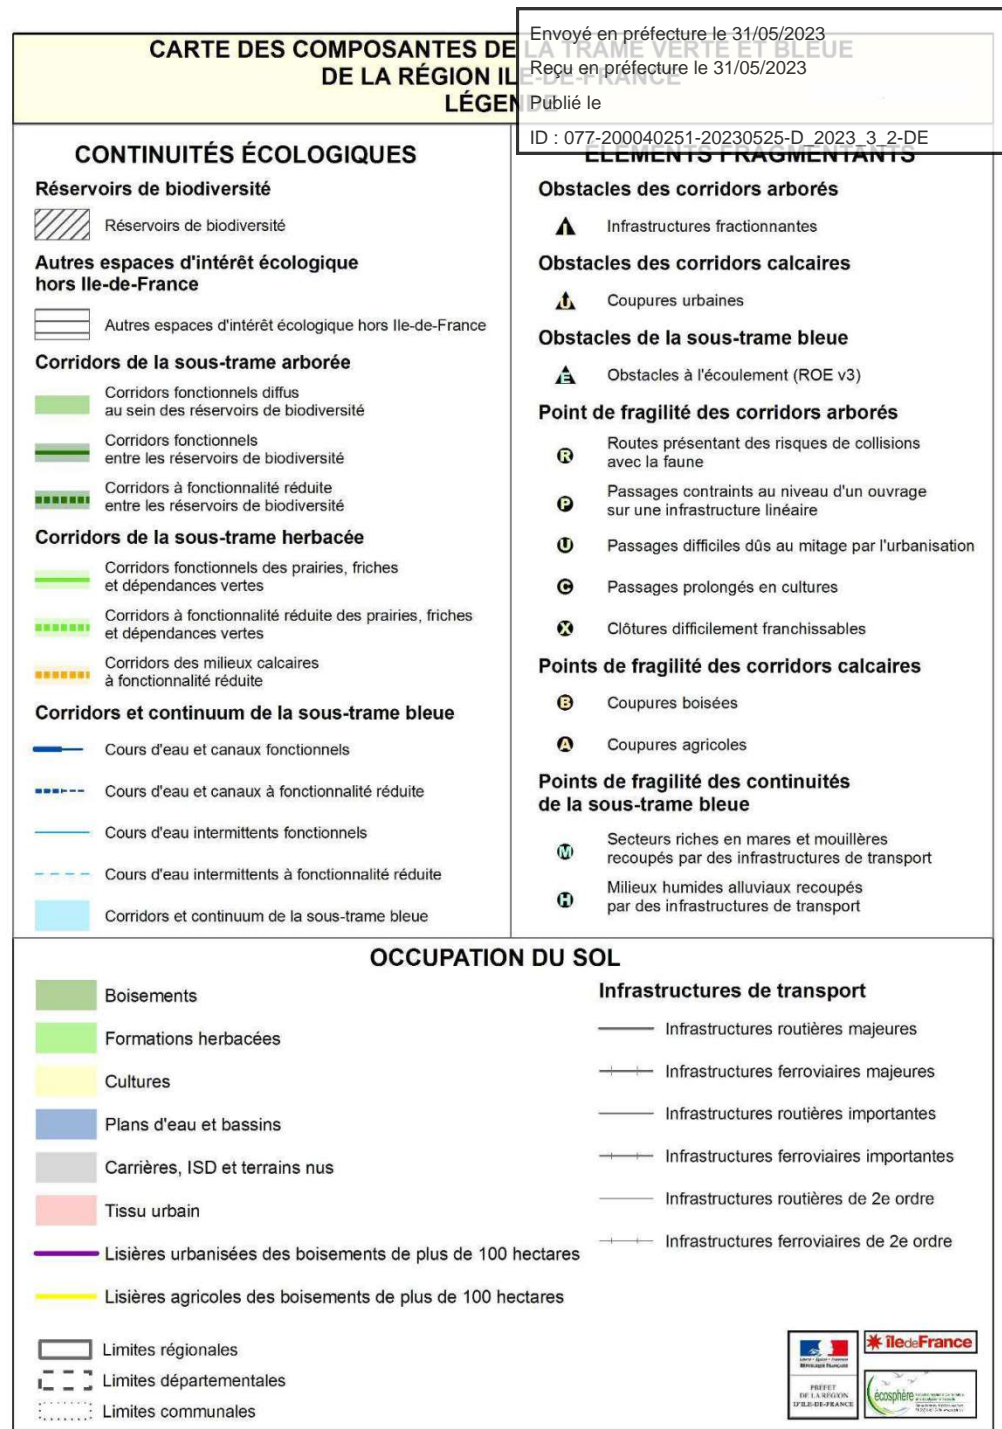 Envoyé en préfecture le 31/05/2023
Reçu en préfecture le 31/05/2023
Publié le
ID : 077-200040251-20230525-D_2023_3_2-DE
CARTE DES COMPOSANTES DE LA TRAME VERTE ET BLEUE
DE LA RÉGION ILE-DE-FRANCE
LÉGENDE
CONTINUITÉS ÉCOLOGIQUES
Réservoirs de biodiversité
Réservoirs de biodiversité
Autres espaces d'intérêt écologique
hors Ile-de-France
Autres espaces d'intérêt écologique hors Ile-de-France
Corridors de la sous-trame arborée
Corridors fonctionnels diffus
au sein des réservoirs de biodiversité
Corridors fonctionnels
entre les réservoirs de biodiversité
Corridors à fonctionnalité réduite
entre les réservoirs de biodiversité
Corridors de la sous-trame herbacée
Corridors fonctionnels des prairies, friches
et dépendances vertes
Corridors à fonctionnalité réduite des prairies, friches
et dépendances vertes
Corridors des milieux calcaires
à fonctionnalité réduite
Corridors et continuum de la sous-trame bleue
Cours d'eau et canaux fonctionnels
Cours d'eau et canaux à fonctionnalité réduite
Cours d'eau intermittents fonctionnels
Cours d'eau intermittents à fonctionnalité réduite
Corridors et continuum de la sous-trame bleue
ÉLÉMENTS FRAGMENTANTS
Obstacles des corridors arborés
I Infrastructures fractionnantes
Obstacles des corridors calcaires
U Coupures urbaines
Obstacles de la sous-trame bleue
E Obstacles à l'écoulement (ROE v3)
Point de fragilité des corridors arborés
R Routes présentant des risques de collisions
avec la faune
P Passages contraints au niveau d'un ouvrage
sur une infrastructure linéaire
U Passages difficiles dûs au mitage par l'urbanisation
C Passages prolongés en cultures
X Clôtures difficilement franchissables
Points de fragilité des corridors calcaires
B Coupures boisées
A Coupures agricoles
Points de fragilité des continuités
de la sous-trame bleue
M Secteurs riches en mares et mouillères
recoupés par des infrastructures de transport
H Milieux humides alluviaux recoupés
par des infrastructures de transport
OCCUPATION DU SOL
Boisements
Formations herbacées
Cultures
Plans d'eau et bassins
Carrières, ISD et terrains nus
Tissu urbain
Lisières urbanisées des boisements de plus de 100 hectares
Lisières agricoles des boisements de plus de 100 hectares
Limites régionales
Limites départementales
Limites communales
Infrastructures de transport
Infrastructures routières majeures
Infrastructures ferroviaires majeures
Infrastructures routières importantes
Infrastructures ferroviaires importantes
Infrastructures routières de 2e ordre
Infrastructures ferroviaires de 2e ordre
RÉPUBLIQUE FRANÇAISE
PRÉFET
DE LA RÉGION
D'ILE-DE-FRANCE
îledeFrance
écosphère